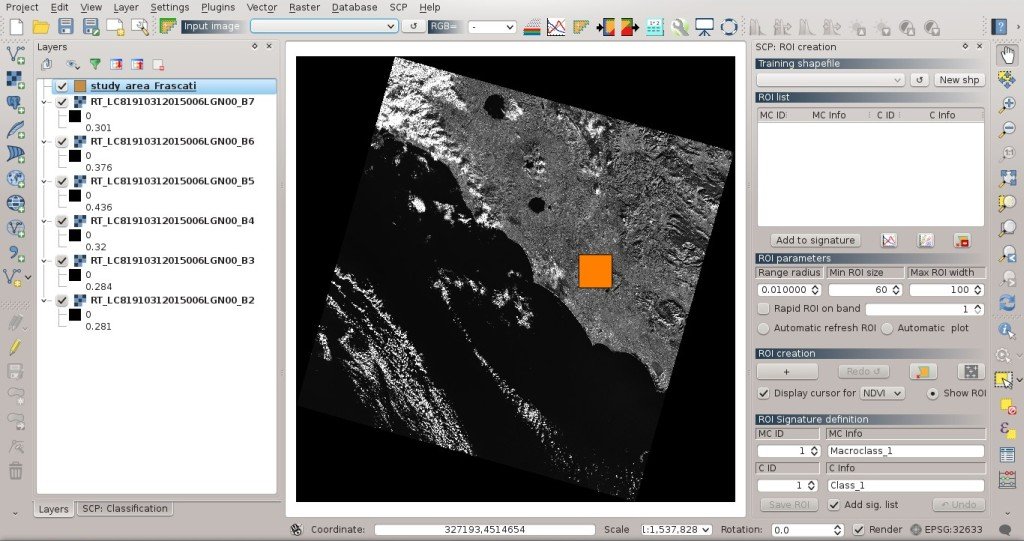 Project Edit View Layer Settings Plugins Vector Raster Database SCP Help
Input image RGB= -
Layers
study_area_Frascati
RT_LC81910312015006LGN00_B7
0
0.301
RT_LC81910312015006LGN00_B6
0
0.376
RT_LC81910312015006LGN00_B5
0
0.436
RT_LC81910312015006LGN00_B4
0
0.32
RT_LC81910312015006LGN00_B3
0
0.284
RT_LC81910312015006LGN00_B2
0
0.281
Layers SCP: Classification
SCP: ROI creation
Training shapefile
New shp
ROI list
MC ID MC Info C ID C Info
Add to signature
ROI parameters
Range radius Min ROI size Max ROI width
0.010000 60 100
Rapid ROI on band 1
Automatic refresh ROI Automatic plot
ROI creation
+ Redo ↺
Display cursor for NDVI Show ROI
ROI Signature definition
MC ID MC Info
1 Macroclass_1
C ID C Info
1 Class_1
Save ROI Add sig. list Undo
Coordinate: 327193,4514654 Scale 1:1,537,828 Rotation: 0.0 Render EPSG:32633